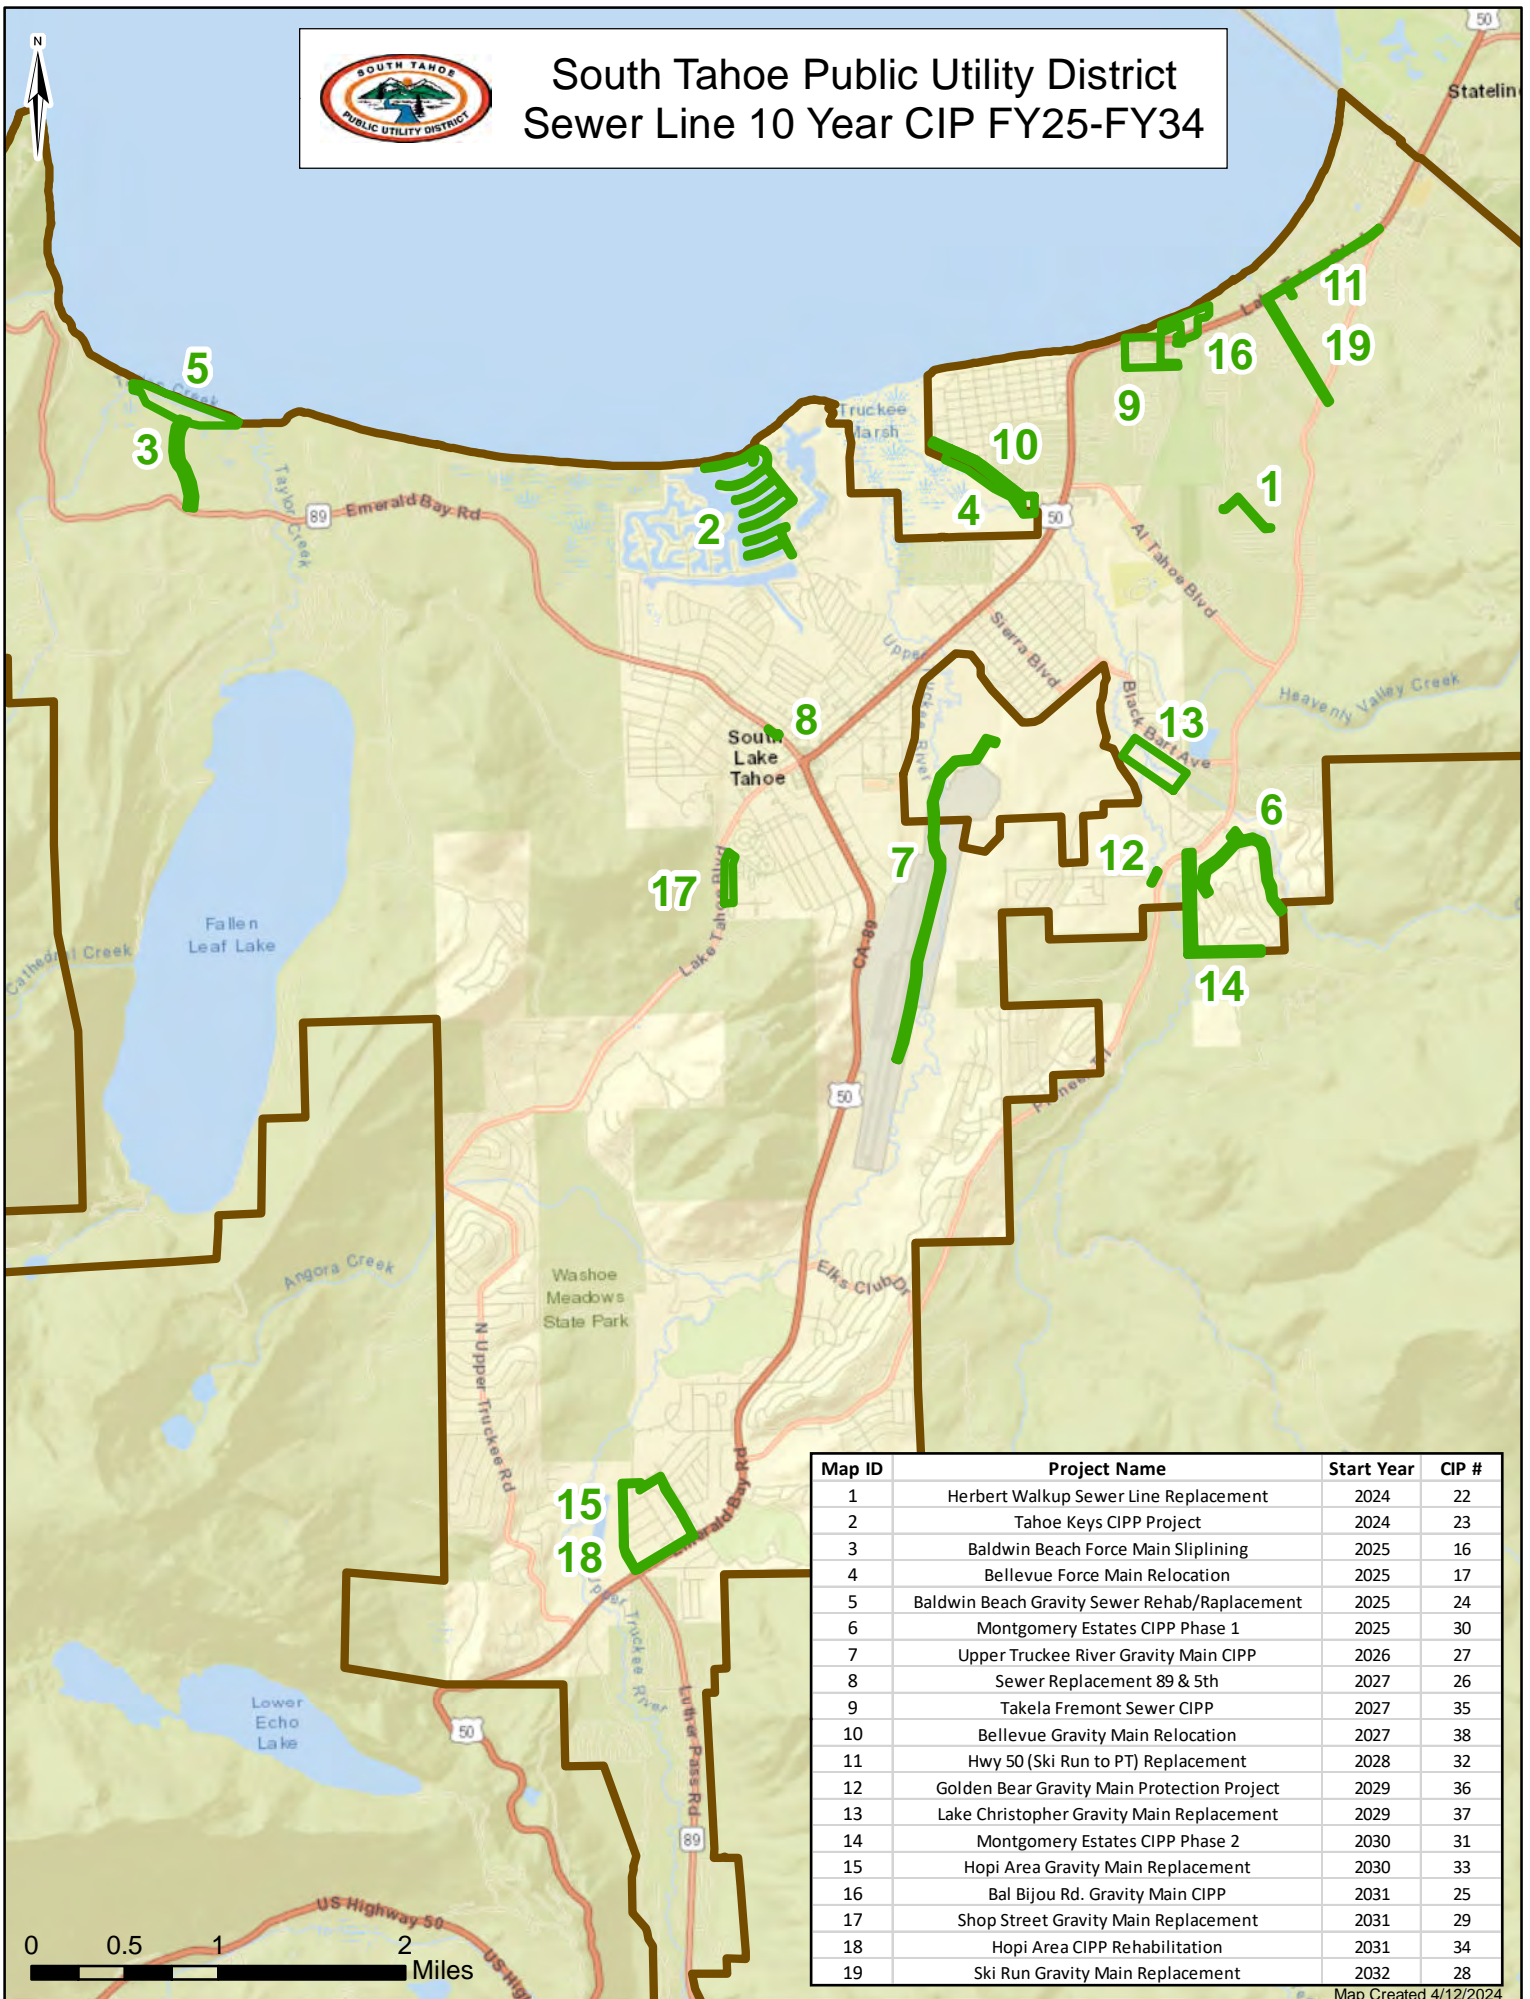 N
SOUTH TAHOE
PUBLIC UTILITY DISTRICT
South Tahoe Public Utility District
Sewer Line 10 Year CIP FY25-FY34
50
Statelin
11
19
16
9
5
Taylor Creek
3
Taylor Creek
89
Emerald Bay Rd
2
Truckee
Marsh
10
4
50
1
Al Tahoe Blvd
Sierra Blvd
Upper Truckee River
Black Bart Ave
Heavenly Valley Creek
13
8
South
Lake
Tahoe
6
12
7
17
Lake Tahoe Blvd
CA-89
14
Fallen
Leaf Lake
Cathedral Creek
50
Pioneer Trl
Angora Creek
Washoe
Meadows
State Park
Elks Club Dr
N Upper Truckee Rd
15
18
Emerald Bay Rd
Upper Truckee River
Luther Pass Rd
Lower
Echo
Lake
50
89
US Highway 50
US Hig
0 0.5 1 2
Miles
Map ID Project Name Start Year CIP #
1 Herbert Walkup Sewer Line Replacement 2024 22
2 Tahoe Keys CIPP Project 2024 23
3 Baldwin Beach Force Main Sliplining 2025 16
4 Bellevue Force Main Relocation 2025 17
5 Baldwin Beach Gravity Sewer Rehab/Raplacement 2025 24
6 Montgomery Estates CIPP Phase 1 2025 30
7 Upper Truckee River Gravity Main CIPP 2026 27
8 Sewer Replacement 89 & 5th 2027 26
9 Takela Fremont Sewer CIPP 2027 35
10 Bellevue Gravity Main Relocation 2027 38
11 Hwy 50 (Ski Run to PT) Replacement 2028 32
12 Golden Bear Gravity Main Protection Project 2029 36
13 Lake Christopher Gravity Main Replacement 2029 37
14 Montgomery Estates CIPP Phase 2 2030 31
15 Hopi Area Gravity Main Replacement 2030 33
16 Bal Bijou Rd. Gravity Main CIPP 2031 25
17 Shop Street Gravity Main Replacement 2031 29
18 Hopi Area CIPP Rehabilitation 2031 34
19 Ski Run Gravity Main Replacement 2032 28
Map Created 4/12/2024